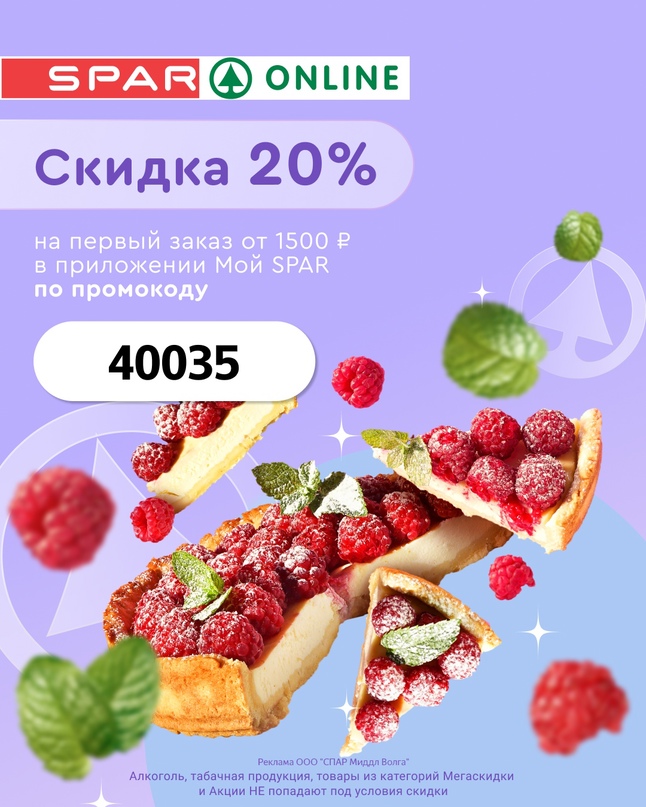 SPAR ONLINE
Скидка 20%
на первый заказ от 1500 ₽
в приложении Мой SPAR
по промокоду
40035
Реклама ООО "СПАР Миддл Волга"
Алкоголь, табачная продукция, товары из категорий Мегаскидки
и Акции НЕ попадают под условия скидки